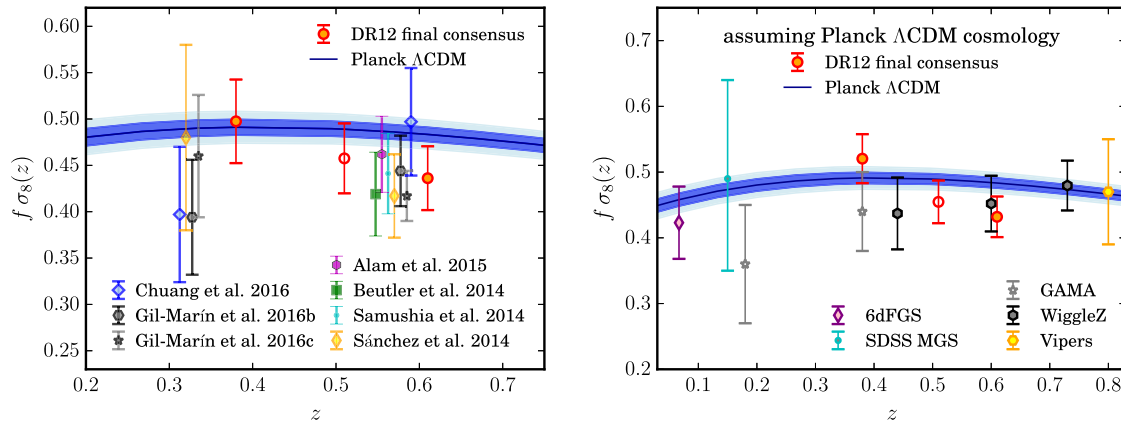 0.60
0.55
0.50
0.45
0.40
0.35
0.30
0.25
f σ8(z)
DR12 final consensus
Planck ΛCDM
Alam et al. 2015
Chuang et al. 2016
Beutler et al. 2014
Gil-Marín et al. 2016b
Samushia et al. 2014
Gil-Marín et al. 2016c
Sánchez et al. 2014
0.2 0.3 0.4 0.5 0.6 0.7
z
0.7
0.6
0.5
0.4
0.3
0.2
f σ8(z)
assuming Planck ΛCDM cosmology
DR12 final consensus
Planck ΛCDM
GAMA
6dFGS
WiggleZ
SDSS MGS
Vipers
0.1 0.2 0.3 0.4 0.5 0.6 0.7 0.8
z